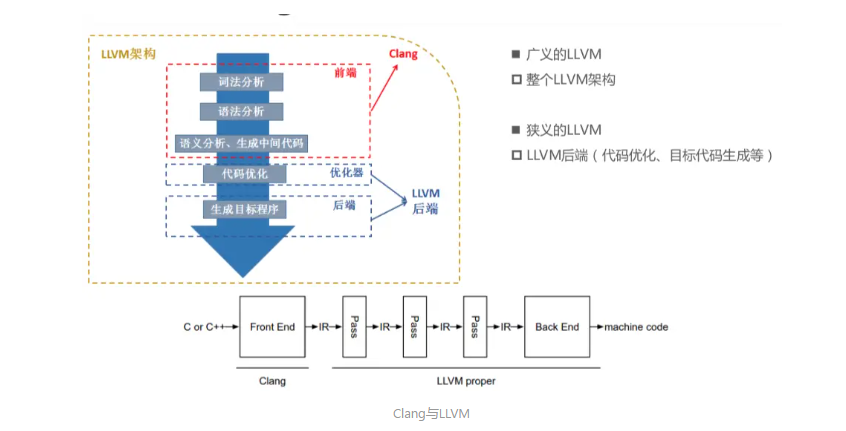 LLVM架构
Clang
前端
词法分析
语法分析
语义分析、生成中间代码
代码优化
优化器
生成目标程序
后端
LLVM
后端
■ 广义的LLVM
□ 整个LLVM架构
■ 狭义的LLVM
□ LLVM后端（代码优化、目标代码生成等）
C or C++
Front End
IR
Pass
IR
Pass
IR
Pass
IR
Back End
machine code
Clang
LLVM proper
Clang与LLVM